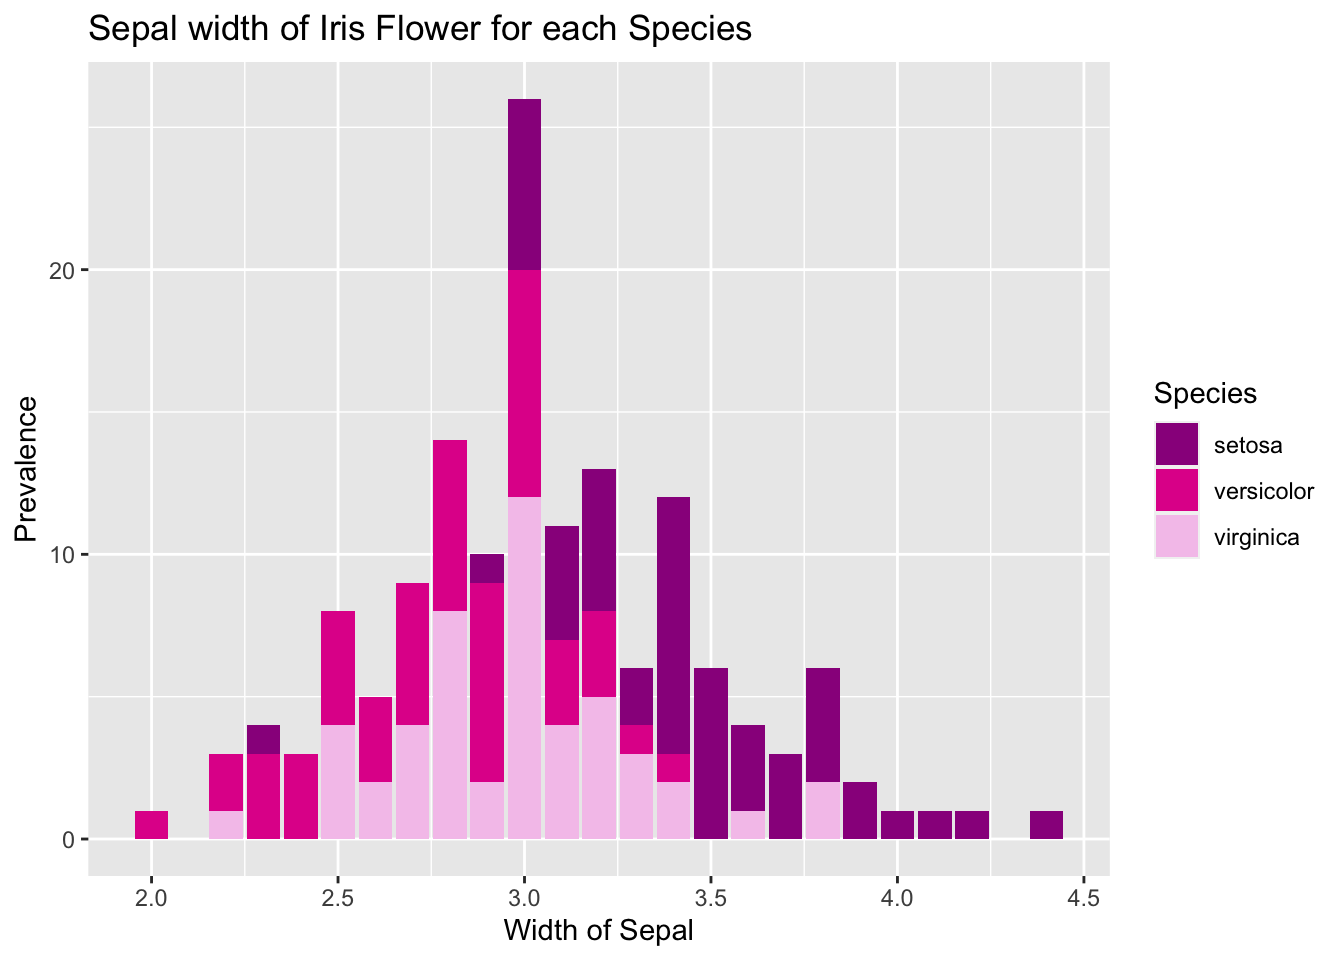 Sepal width of Iris Flower for each Species
20
10
0
Prevalence
2.0 2.5 3.0 3.5 4.0 4.5
Width of Sepal
Species
setosa
versicolor
virginica